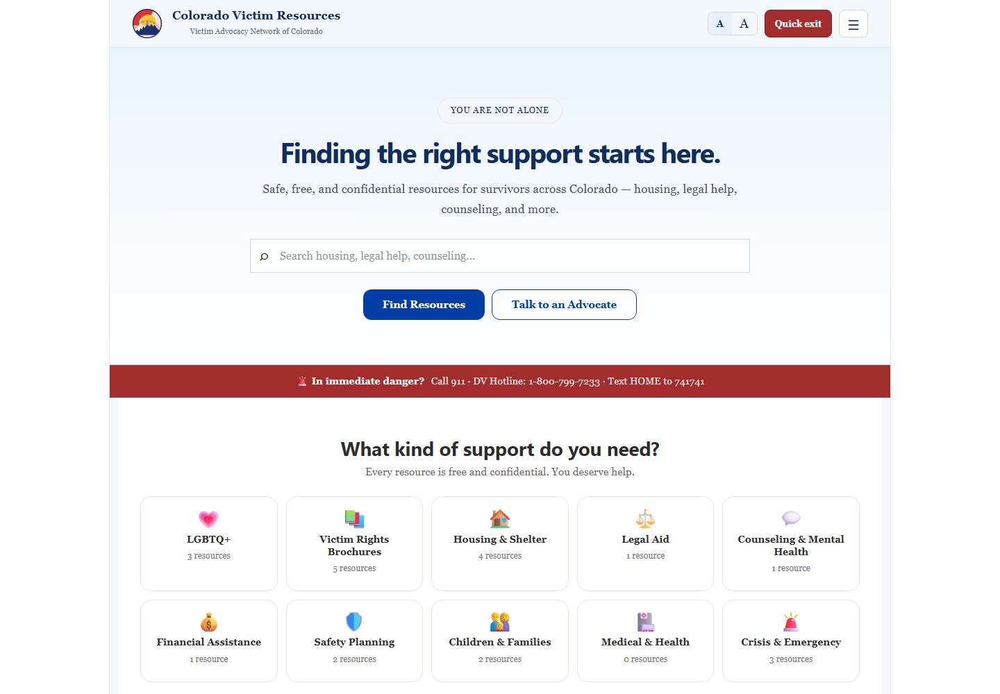 Colorado Victim Resources
Victim Advocacy Network of Colorado
A A Quick exit ☰
YOU ARE NOT ALONE
Finding the right support starts here.
Safe, free, and confidential resources for survivors across Colorado — housing, legal help,
counseling, and more.
Search housing, legal help, counseling...
Find Resources
Talk to an Advocate
In immediate danger? Call 911 · DV Hotline: 1-800-799-7233 · Text HOME to 741741
What kind of support do you need?
Every resource is free and confidential. You deserve help.
LGBTQ+
3 resources
Victim Rights
Brochures
5 resources
Housing & Shelter
4 resources
Legal Aid
1 resource
Counseling & Mental
Health
1 resource
Financial Assistance
1 resource
Safety Planning
2 resources
Children & Families
2 resources
Medical & Health
0 resources
Crisis & Emergency
3 resources